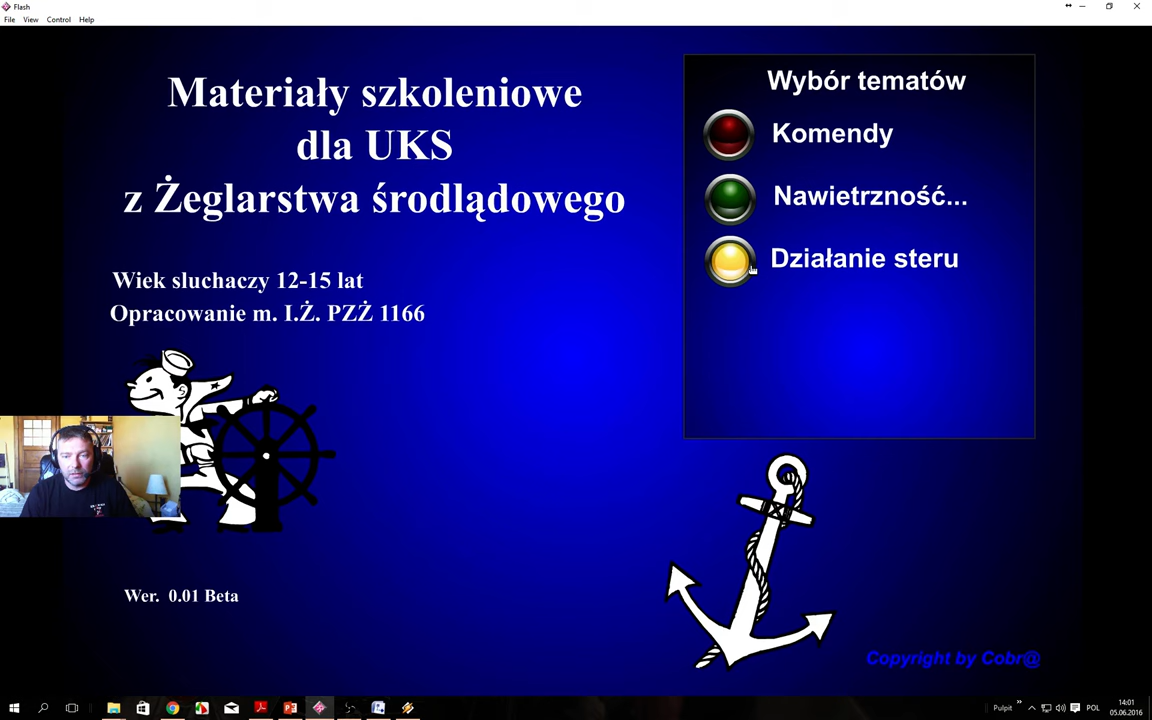 Flash
File View Control Help
Materiały szkoleniowe
dla UKS
z Żeglarstwa środlądowego
Wiek sluchaczy 12-15 lat
Opracowanie m. I.Ż. PZŻ 1166
Wer. 0.01 Beta
Wybór tematów
Komendy
Nawietrzność...
Działanie steru
Copyright by Cobr@
Pulpit
POL
14:01
05.06.2016